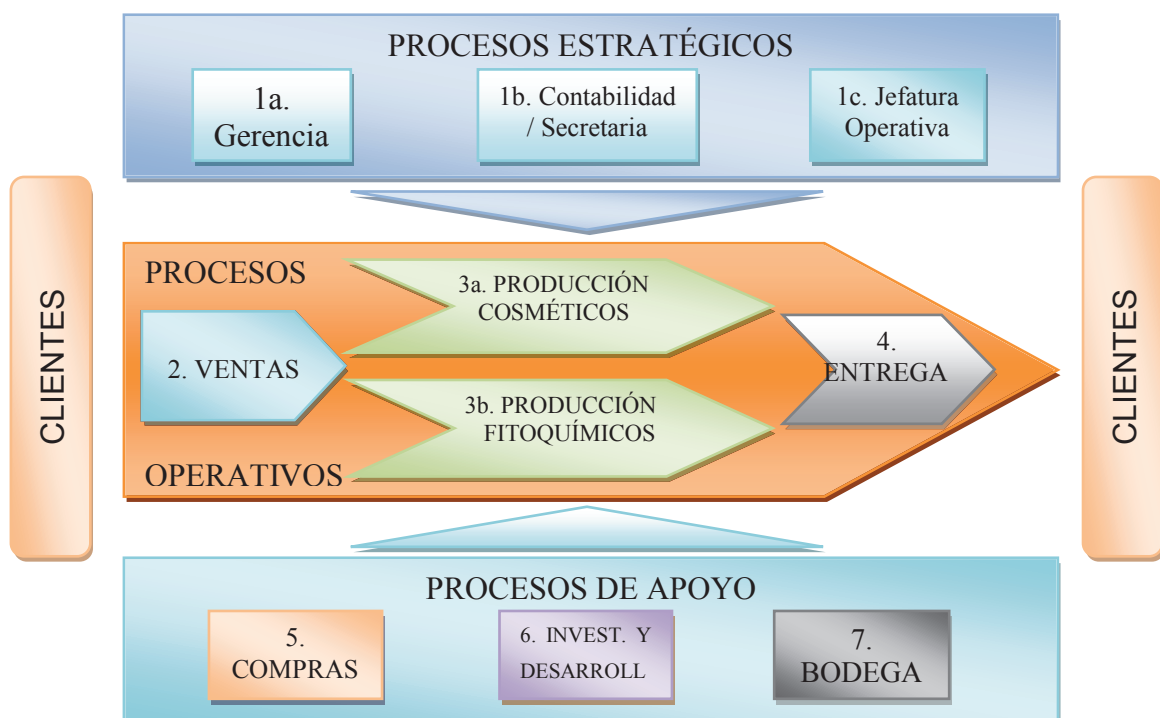 PROCESOS ESTRATÉGICOS
1a.
Gerencia
1b. Contabilidad
/ Secretaria
1c. Jefatura
Operativa
CLIENTES
PROCESOS
3a. PRODUCCIÓN
COSMÉTICOS
2. VENTAS
4.
ENTREGA
3b. PRODUCCIÓN
FITOQUÍMICOS
OPERATIVOS
CLIENTES
PROCESOS DE APOYO
5.
COMPRAS
6. INVEST. Y
DESARROLL
7.
BODEGA